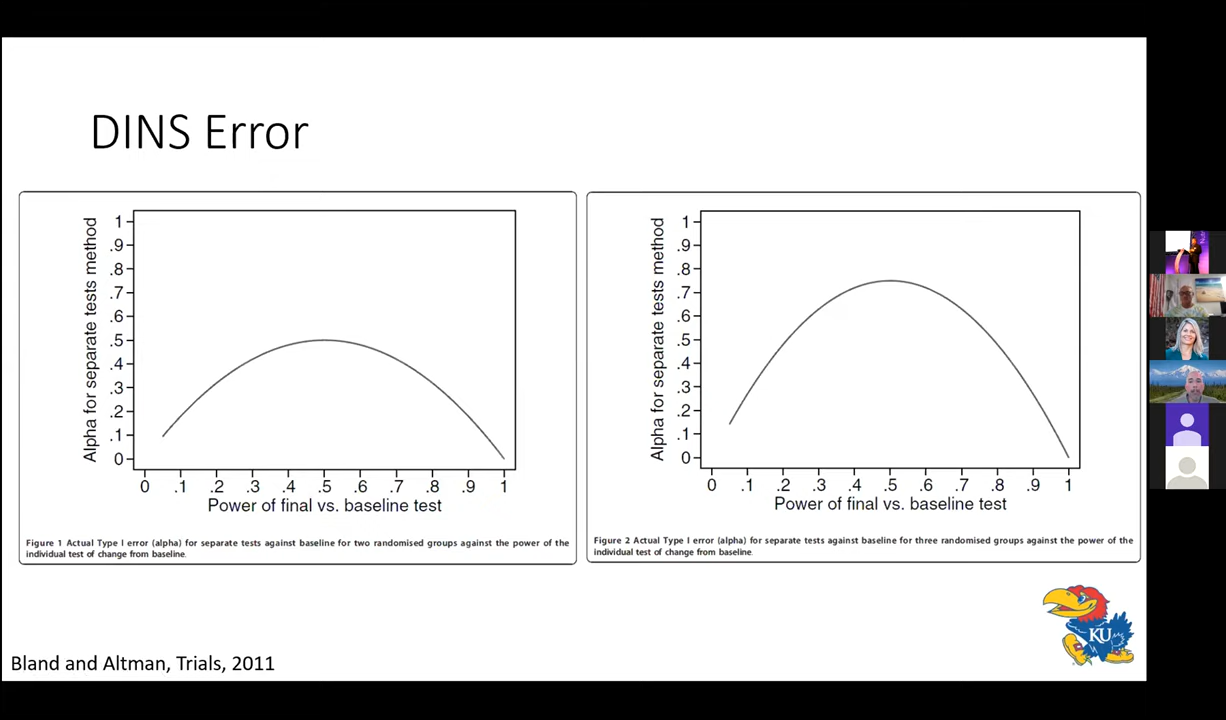 DINS Error
Alpha for separate tests method
1
.9
.8
.7
.6
.5
.4
.3
.2
.1
0
0 .1 .2 .3 .4 .5 .6 .7 .8 .9 1
Power of final vs. baseline test
Figure 1 Actual Type I error (alpha) for separate tests against baseline for two randomised groups against the power of the
individual test of change from baseline.
Alpha for separate tests method
1
.9
.8
.7
.6
.5
.4
.3
.2
.1
0
0 .1 .2 .3 .4 .5 .6 .7 .8 .9 1
Power of final vs. baseline test
Figure 2 Actual Type I error (alpha) for separate tests against baseline for three randomised groups against the power of the
individual test of change from baseline.
KU
Bland and Altman, Trials, 2011